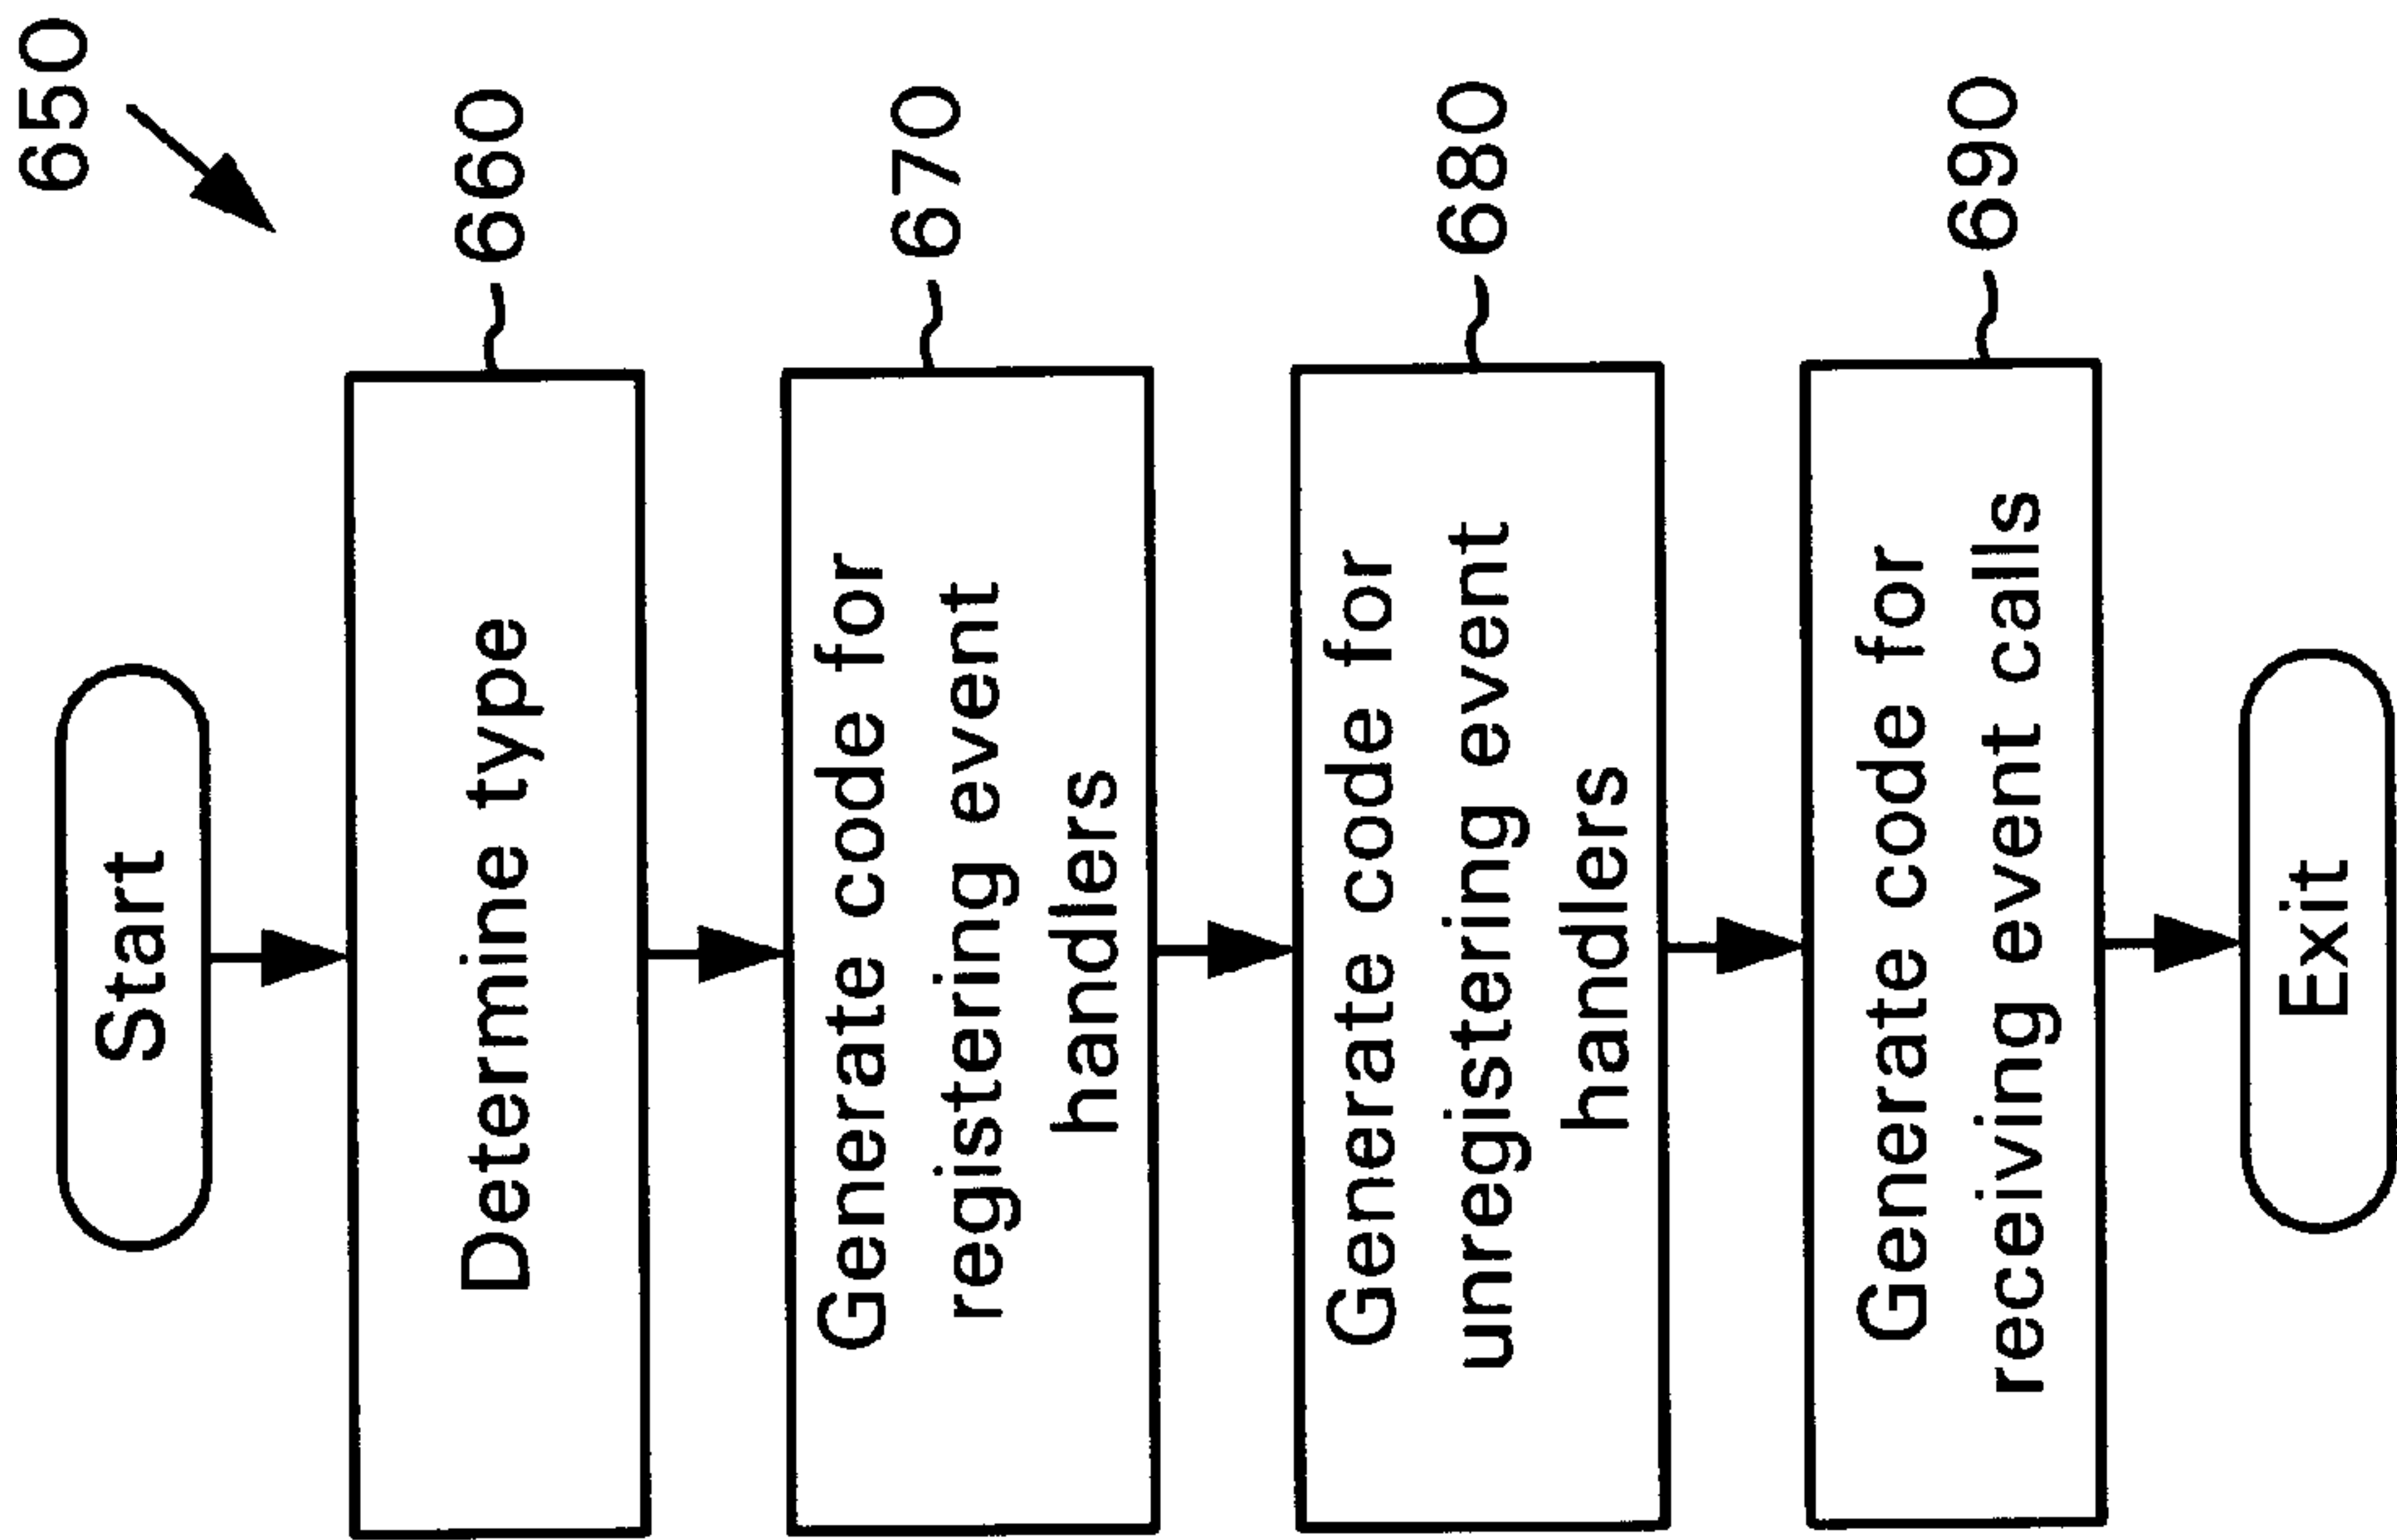 650
Start
660
Determine type
670
Generate code for
registering event
handlers
680
Generate code for
unregistering event
handlers
690
Generate code for
receiving event calls
Exit